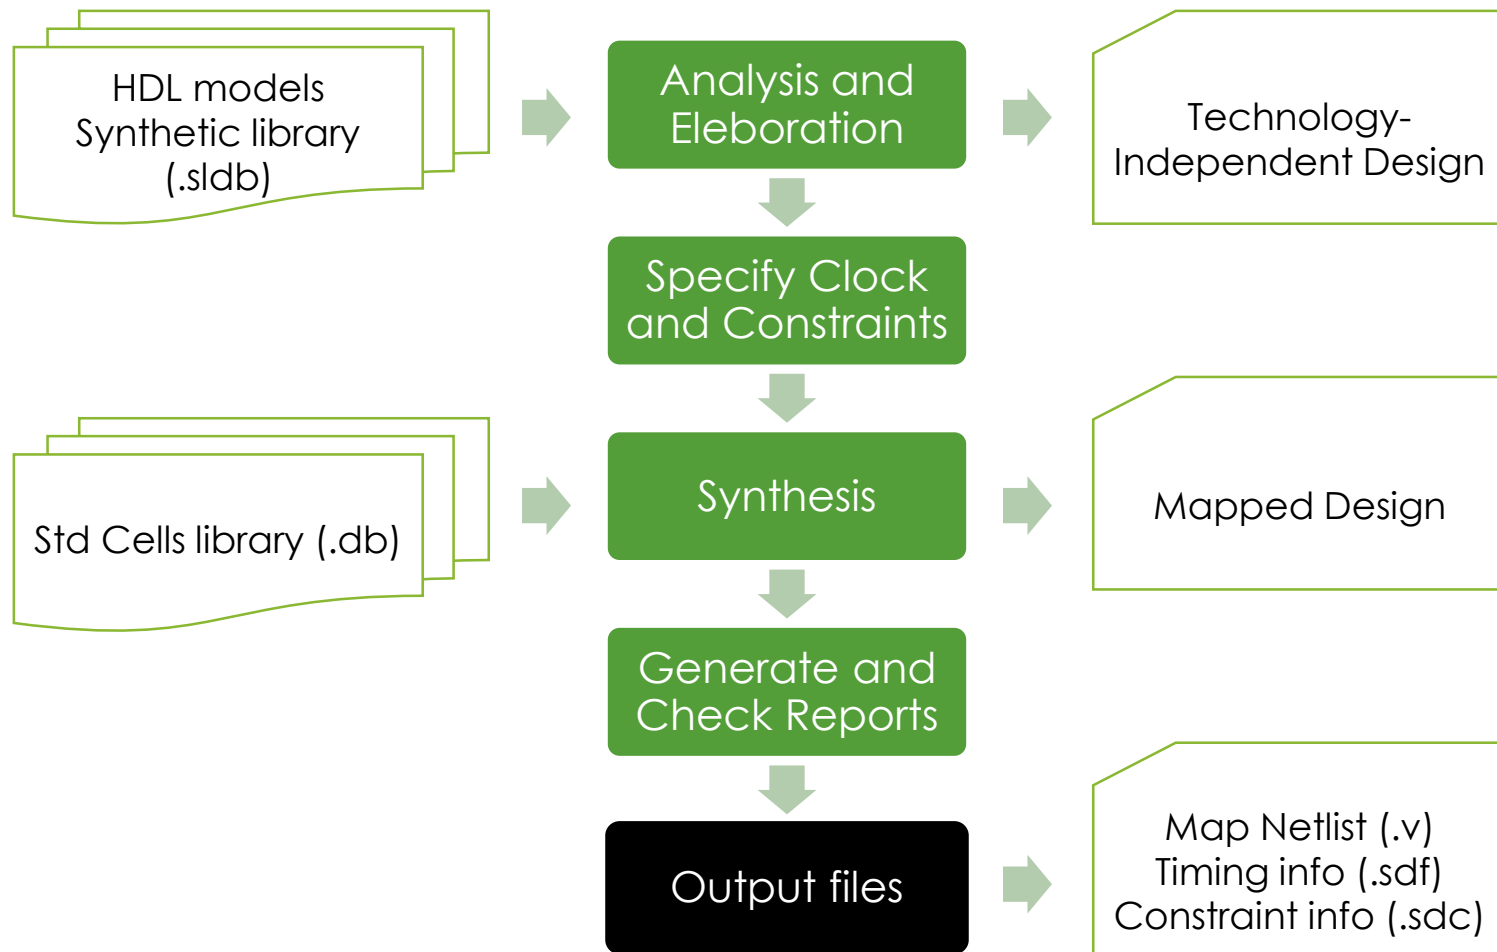 HDL models
Synthetic library
(.sldb)
Analysis and
Eleboration
Technology-
Independent Design
Specify Clock
and Constraints
Std Cells library (.db)
Synthesis
Mapped Design
Generate and
Check Reports
Output files
Map Netlist (.v)
Timing info (.sdf)
Constraint info (.sdc)